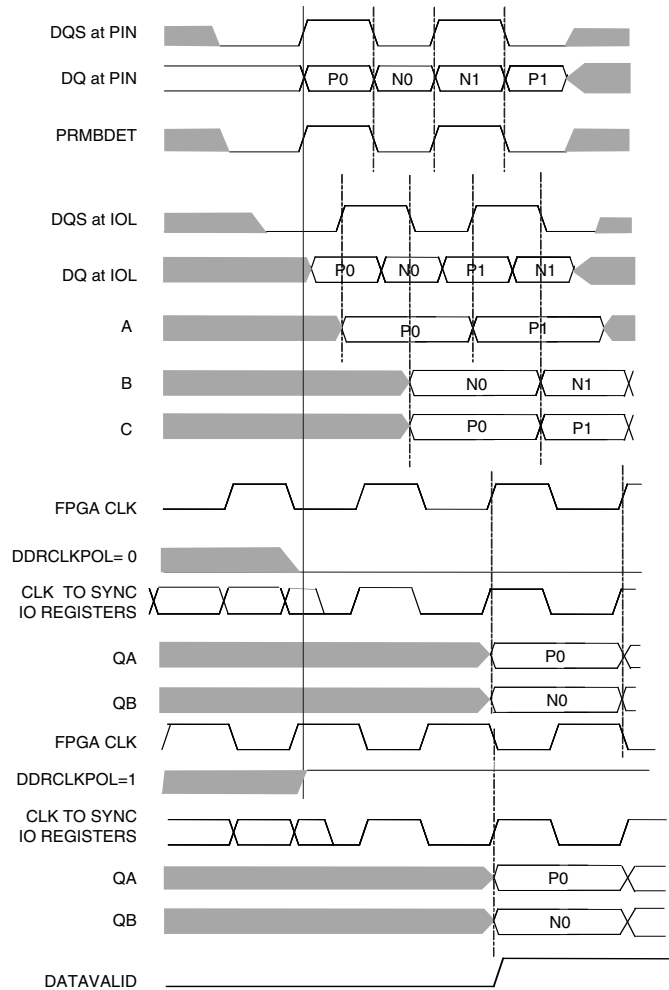 DQS at PIN
DQ at PIN P0 N0 N1 P1
PRMBDET
DQS at IOL
DQ at IOL P0 N0 P1 N1
A P0 P1
B N0 N1
C P0 P1
FPGA CLK
DDRCLKPOL= 0
CLK TO SYNC
IO REGISTERS
QA P0
QB N0
FPGA CLK
DDRCLKPOL=1
CLK TO SYNC
IO REGISTERS
QA P0
QB N0
DATAVALID